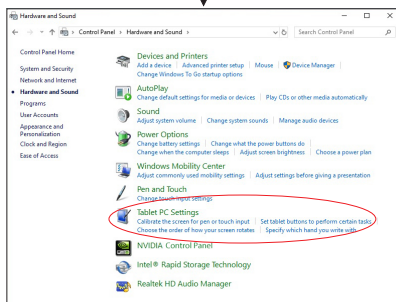 Hardware and Sound
Control Panel > Hardware and Sound >
Search Control Panel
Control Panel Home
System and Security
Network and Internet
Hardware and Sound
Programs
User Accounts
Appearance and
Personalization
Clock and Region
Ease of Access
Devices and Printers
Add a device | Advanced printer setup | Mouse | Device Manager
Change Windows To Go startup options
AutoPlay
Change default settings for media or devices | Play CDs or other media automatically
Sound
Adjust system volume | Change system sounds | Manage audio devices
Power Options
Change battery settings | Change what the power buttons do
Change when the computer sleeps | Adjust screen brightness | Choose a power plan
Windows Mobility Center
Adjust commonly used mobility settings | Adjust settings before giving a presentation
Pen and Touch
Change touch input settings
Tablet PC Settings
Calibrate the screen for pen or touch input | Set tablet buttons to perform certain tasks
Choose the order of how your screen rotates | Specify which hand you write with
NVIDIA Control Panel
Intel® Rapid Storage Technology
Realtek HD Audio Manager